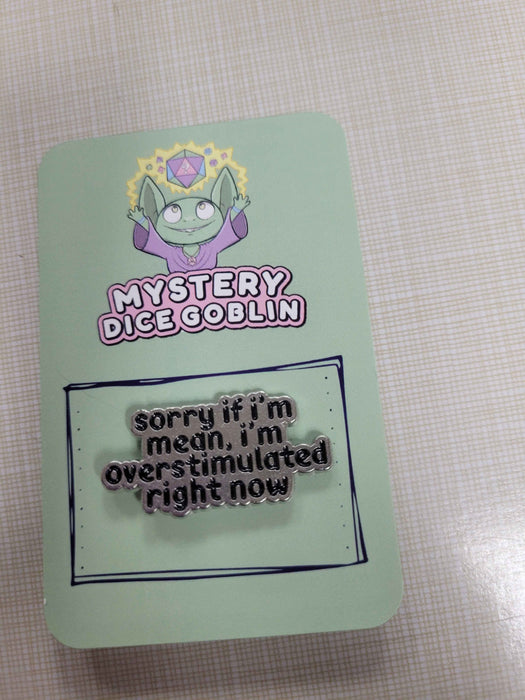 MYSTERY
DICE GOBLIN
sorry if i'm
mean, i'm
overstimulated
right now